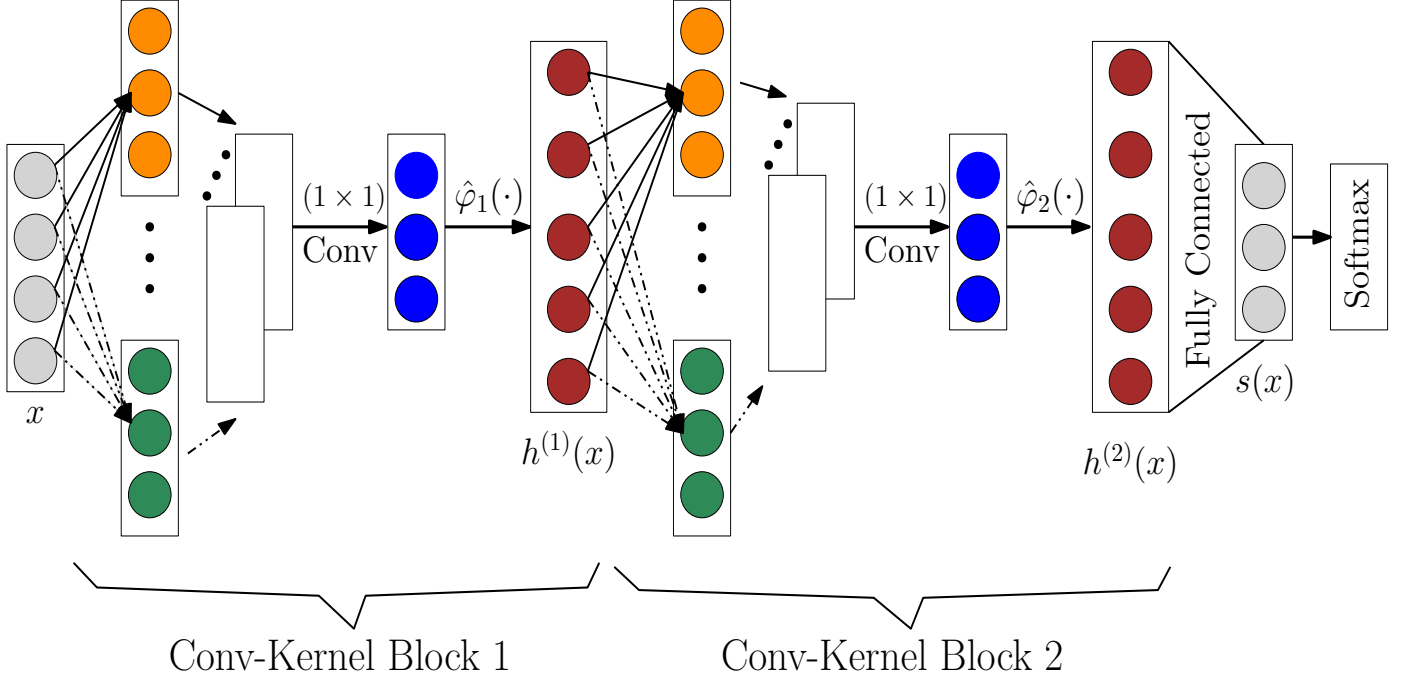 x
(1 × 1)
Conv
φ̂₁(·)
h⁽¹⁾(x)
(1 × 1)
Conv
φ̂₂(·)
h⁽²⁾(x)
Fully Connected
s(x)
Softmax
Conv-Kernel Block 1
Conv-Kernel Block 2